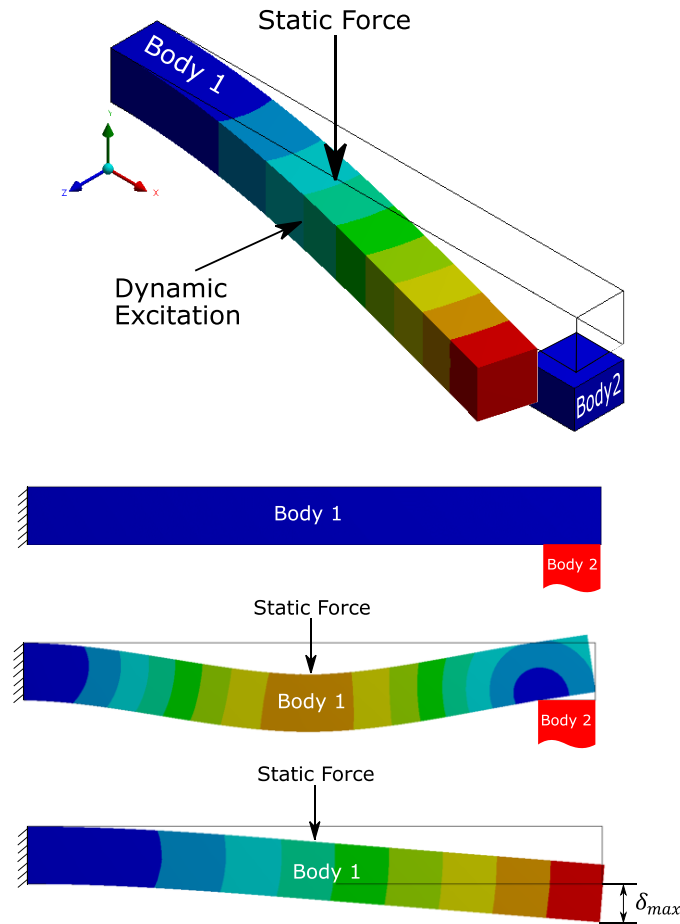 Static Force
Body 1
Y
Z
X
Dynamic
Excitation
Body2
Body 1
Body 2
Static Force
Body 1
Body 2
Static Force
Body 1
δmax